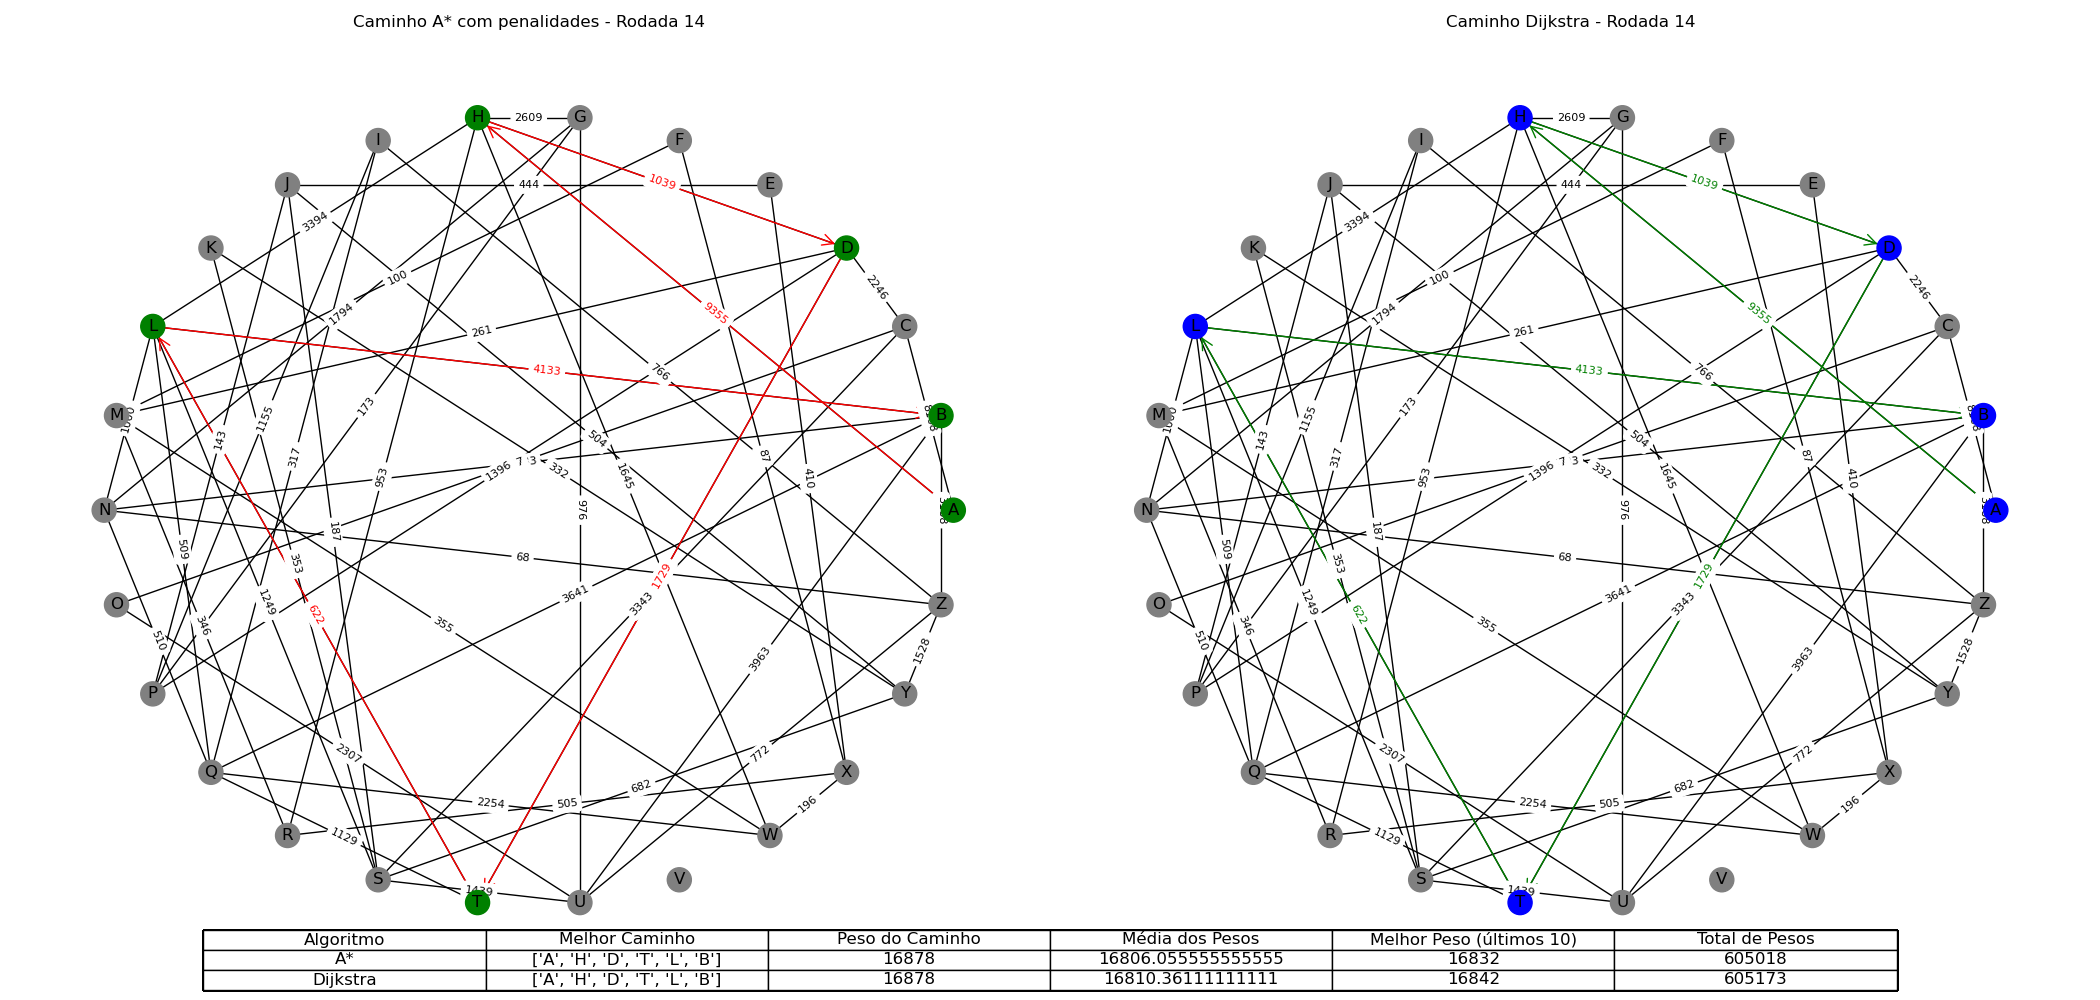 Caminho A* com penalidades - Rodada 14
Caminho Dijkstra - Rodada 14
H 2609 G
I
F
J 444 E
1039
K
D
3394
2246
100
1794
9355
L
C
261
4133
766
M
B
173
1155
143
504
317
1396
332
953
1645
87
410
N
976
A
187
68
509
353
1729
3641
3343
O
Z
1249
622
510
346
355
1528
3963
P
Y
2307
772
Q
X
682
2254
505
196
R
1129
W
S
V
1439
T
U
H 2609 G
I
F
J 444 E
1039
K
D
3394
2246
100
1794
9355
L
C
261
4133
766
M
B
173
1155
143
504
317
1396
332
953
1645
87
410
N
976
A
187
68
509
353
1729
3641
3343
O
Z
1249
622
510
346
355
1528
3963
P
Y
2307
772
Q
X
682
2254
505
196
R
1129
W
S
V
1439
T
U
Algoritmo Melhor Caminho Peso do Caminho Média dos Pesos Melhor Peso (últimos 10) Total de Pesos
A* ['A', 'H', 'D', 'T', 'L', 'B'] 16878 16806.055555555555 16832 605018
Dijkstra ['A', 'H', 'D', 'T', 'L', 'B'] 16878 16810.36111111111 16842 605173